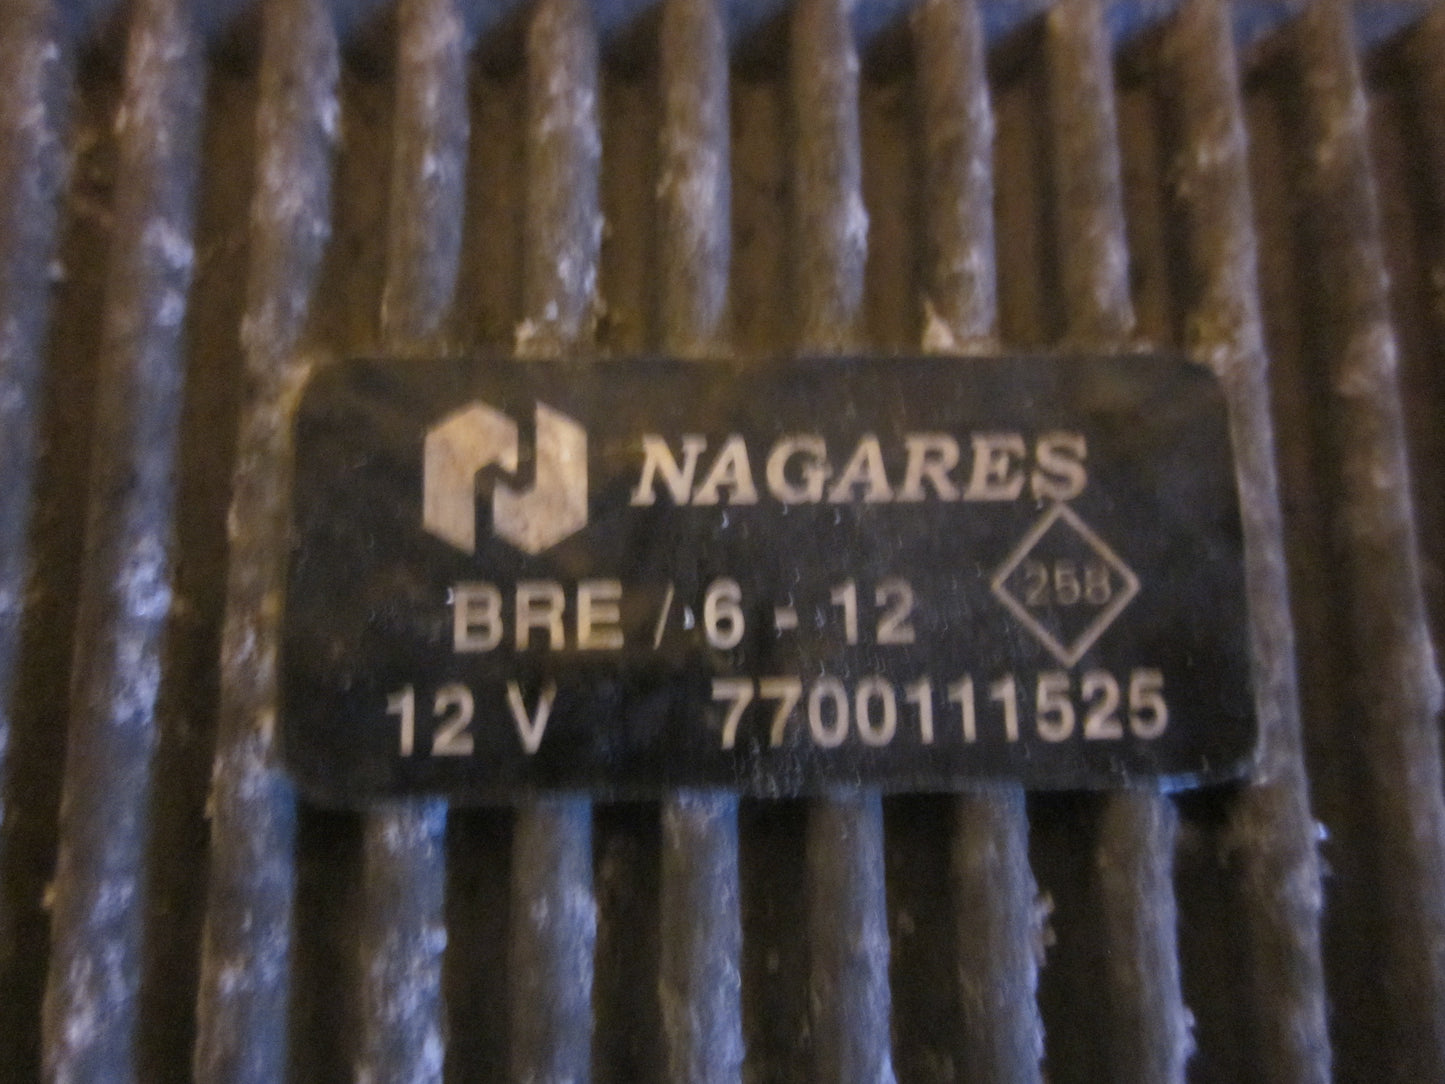 NAGARES
BRE / 6 - 12
258
12 V 7700111525